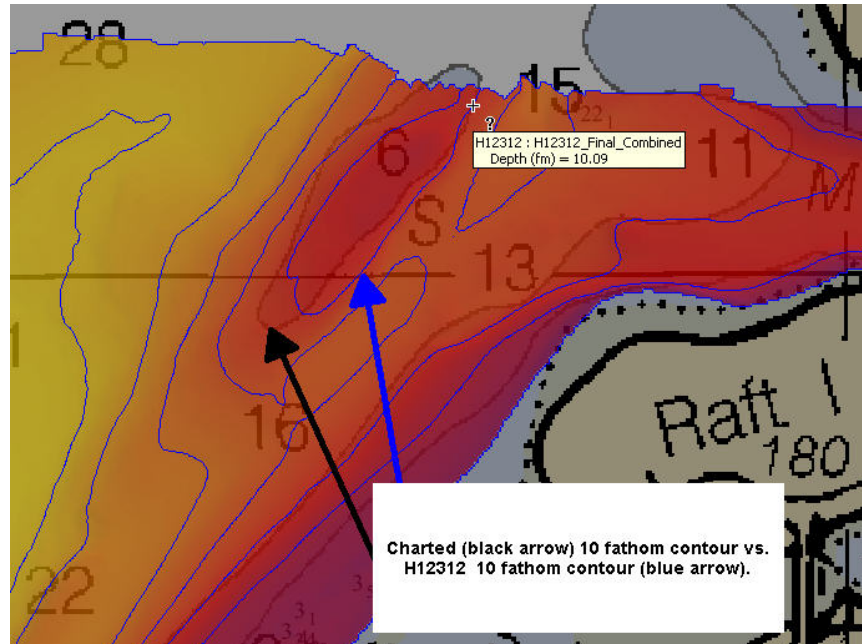 28
15
22₁
6
H12312 : H12312_Final_Combined
Depth (fm) = 10.09
11
S
M
13
16
Raft I
180
22
3₁
Charted (black arrow) 10 fathom contour vs.
H12312 10 fathom contour (blue arrow).